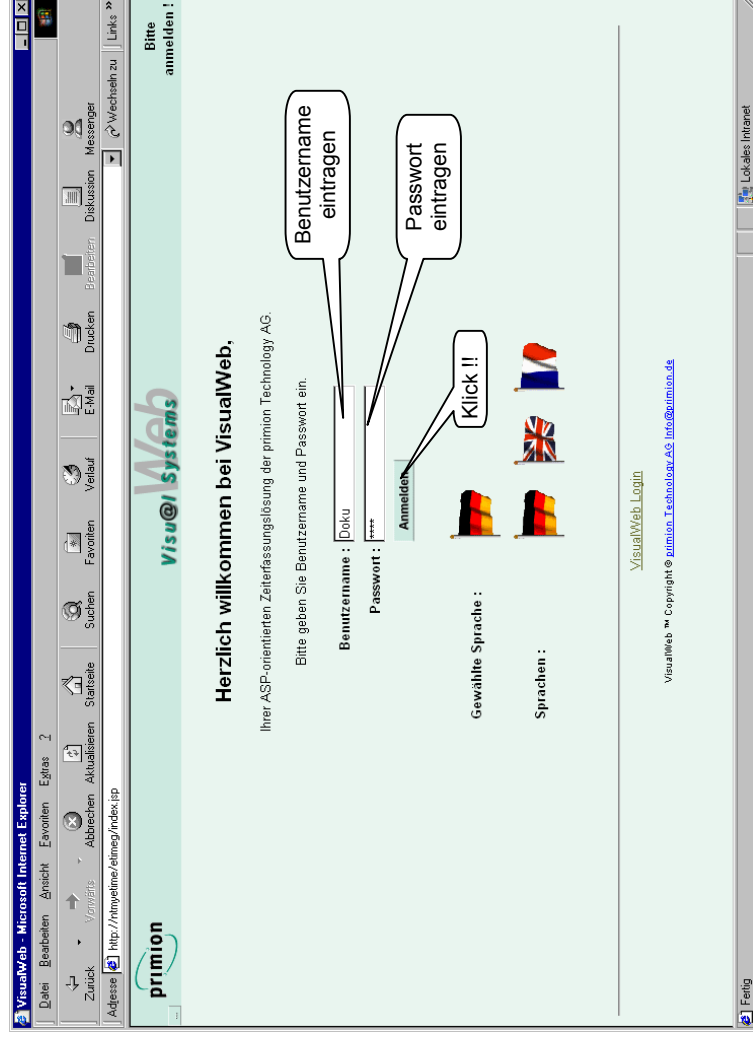 VisualWeb - Microsoft Internet Explorer
Datei Bearbeiten Ansicht Favoriten Extras ?
Zurück Vorwärts Abbrechen Aktualisieren Startseite Suchen Favoriten Verlauf E-Mail Drucken Bearbeiten Diskussion Messenger
Adresse http://ntmyetime/etimeg/index.jsp Wechseln zu Links »
...
primion
Visu@l Systems
Web
Bitte
anmelden !
Herzlich willkommen bei VisualWeb,
Ihrer ASP-orientierten Zeiterfassungslösung der primion Technology AG.
Bitte geben Sie Benutzername und Passwort ein.
Benutzername : Doku
Benutzername
eintragen
Passwort : ****
Passwort
eintragen
Anmelden
Klick !!
Gewählte Sprache :
Sprachen :
VisualWeb Login
VisualWeb ™ Copyright © primion Technology AG Info@primion.de
Fertig Lokales Intranet